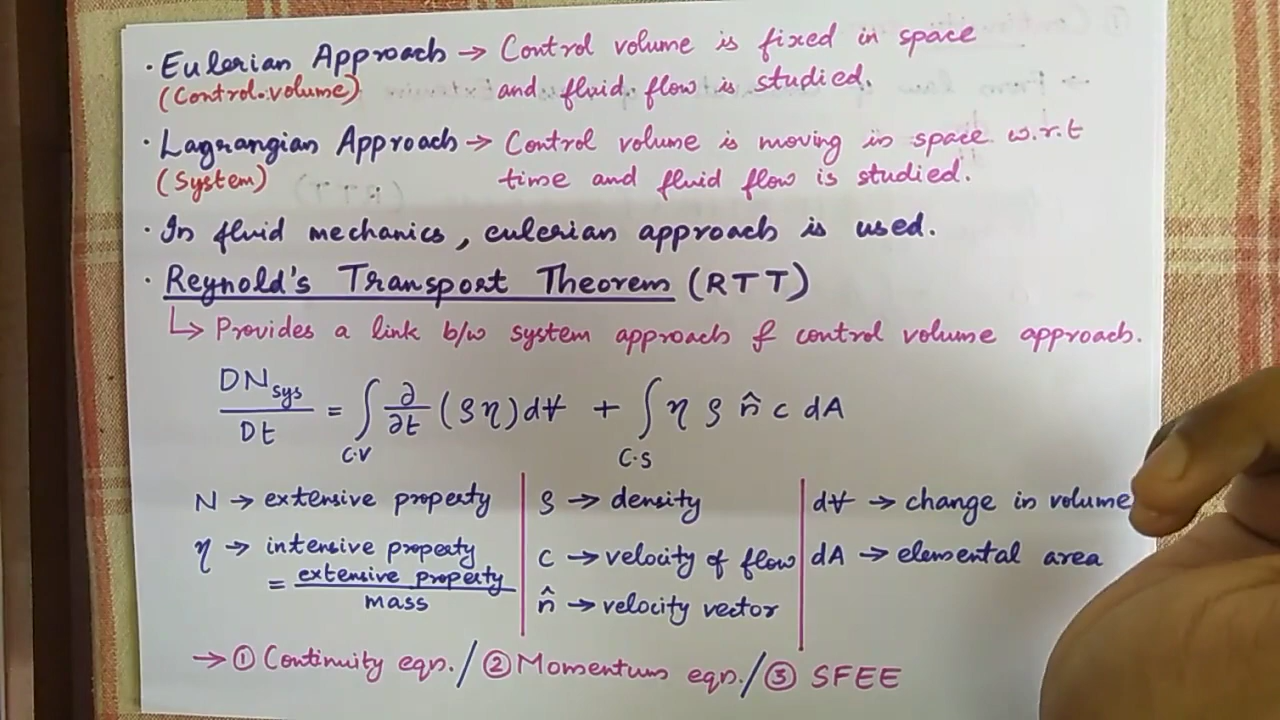 · Eulerian Approach → Control volume is fixed in space
(Control volume) and fluid flow is studied.
· Lagrangian Approach → Control volume is moving in space w.r.t
(System) time and fluid flow is studied.
· In fluid mechanics, eulerian approach is used.
· Reynold's Transport Theorem (RTT)
↳ Provides a link b/w system approach & control volume approach.
DN_sys/Dt = ∫_C.V ∂/∂t (ρη) dV + ∫_C.S η ρ n̂ c dA
N → extensive property
η → intensive property
= extensive property / mass
ρ → density
c → velocity of flow
n̂ → velocity vector
dV → change in volume
dA → elemental area
→ ① Continuity eqn. / ② Momentum eqn. / ③ SFEE